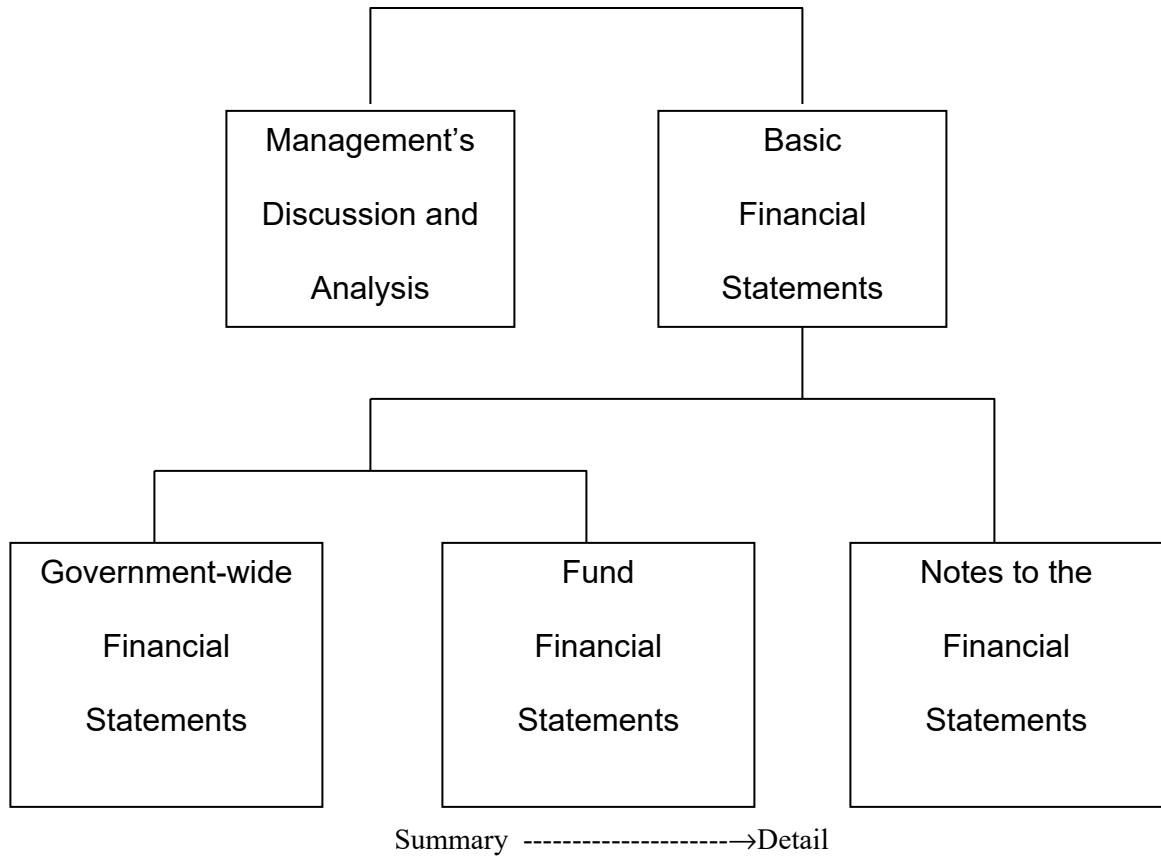 Management’s
Discussion and
Analysis
Basic
Financial
Statements
Government-wide
Financial
Statements
Fund
Financial
Statements
Notes to the
Financial
Statements
Summary ---------------------→Detail